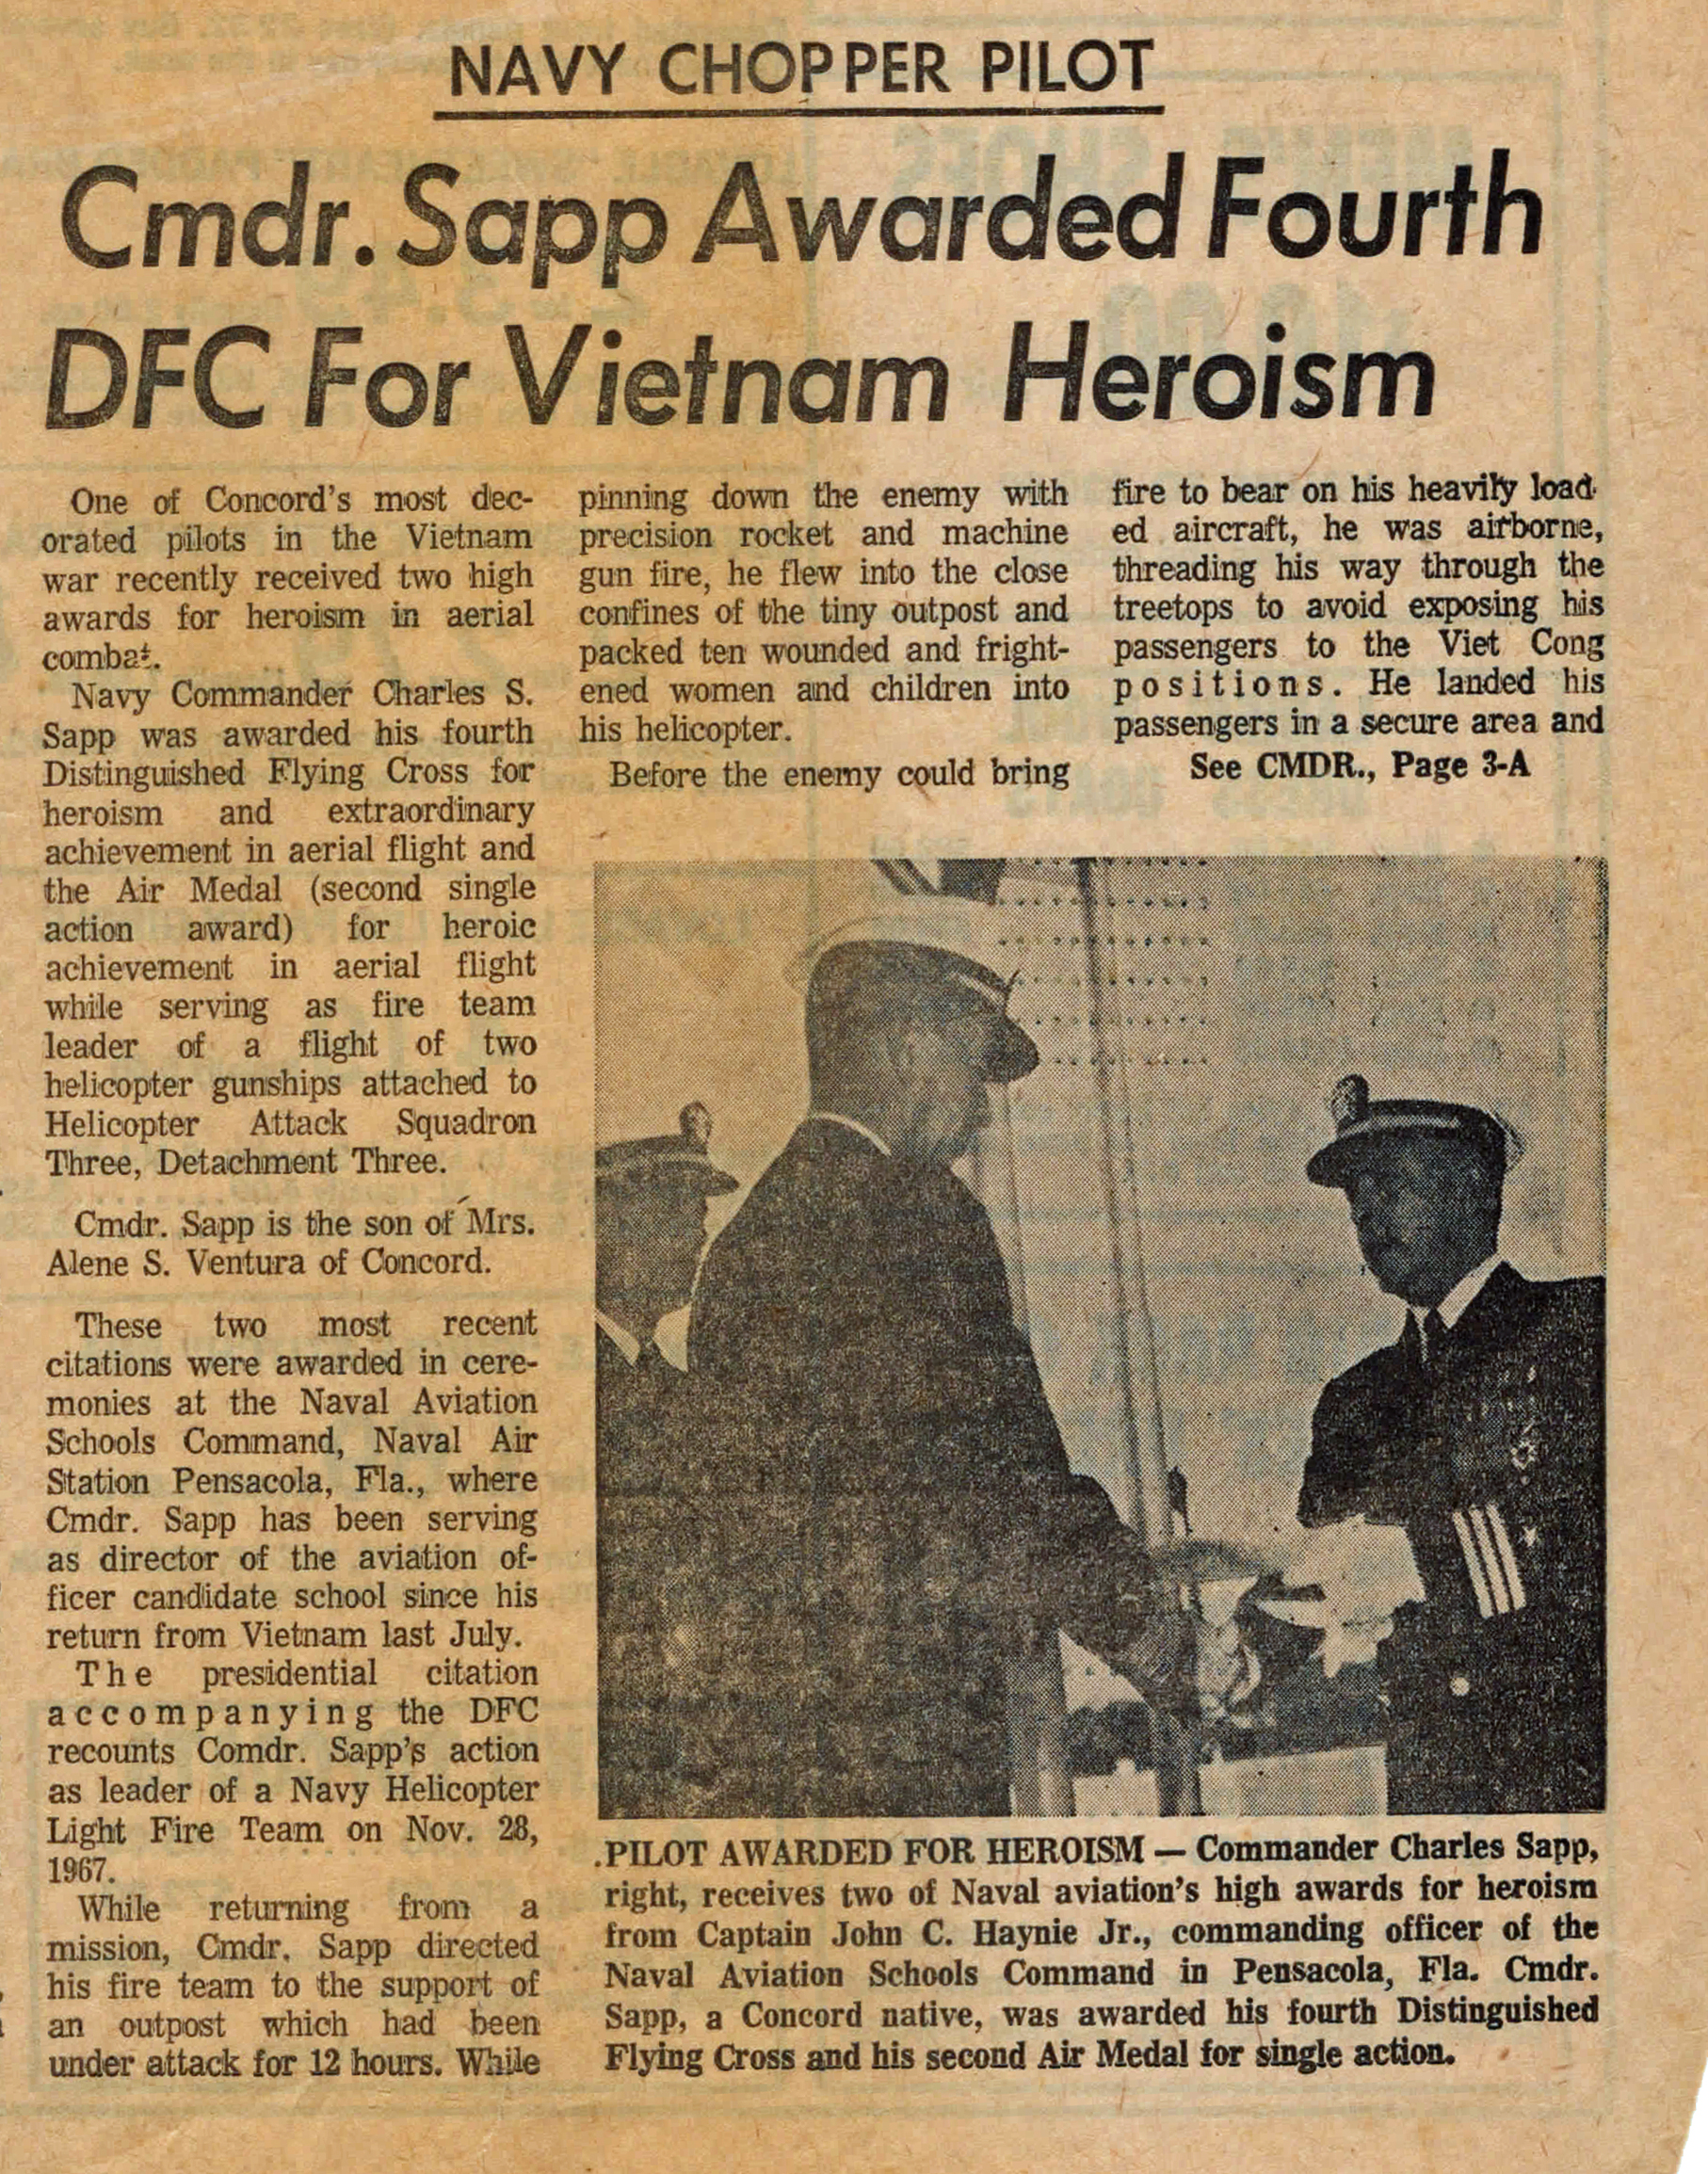 NAVY CHOPPER PILOT
Cmdr. Sapp Awarded Fourth
DFC For Vietnam Heroism
One of Concord's most dec-
orated pilots in the Vietnam
war recently received two high
awards for heroism in aerial
combat.
Navy Commander Charles S.
Sapp was awarded his fourth
Distinguished Flying Cross for
heroism and extraordinary
achievement in aerial flight and
the Air Medal (second single
action award) for heroic
achievement in aerial flight
while serving as fire team
leader of a flight of two
helicopter gunships attached to
Helicopter Attack Squadron
Three, Detachment Three.
Cmdr. Sapp is the son of Mrs.
Alene S. Ventura of Concord.
These two most recent
citations were awarded in cere-
monies at the Naval Aviation
Schools Command, Naval Air
Station Pensacola, Fla., where
Cmdr. Sapp has been serving
as director of the aviation of-
ficer candidate school since his
return from Vietnam last July.
The presidential citation
accompanying the DFC
recounts Comdr. Sapp's action
as leader of a Navy Helicopter
Light Fire Team on Nov. 28,
1967.
While returning from a
mission, Cmdr. Sapp directed
his fire team to the support of
an outpost which had been
under attack for 12 hours. While
pinning down the enemy with
precision rocket and machine
gun fire, he flew into the close
confines of the tiny outpost and
packed ten wounded and fright-
ened women and children into
his helicopter.
Before the enemy could bring
fire to bear on his heavily load-
ed aircraft, he was airborne,
threading his way through the
treetops to avoid exposing his
passengers to the Viet Cong
positions. He landed his
passengers in a secure area and
See CMDR., Page 3-A
.PILOT AWARDED FOR HEROISM — Commander Charles Sapp,
right, receives two of Naval aviation's high awards for heroism
from Captain John C. Haynie Jr., commanding officer of the
Naval Aviation Schools Command in Pensacola, Fla. Cmdr.
Sapp, a Concord native, was awarded his fourth Distinguished
Flying Cross and his second Air Medal for single action.